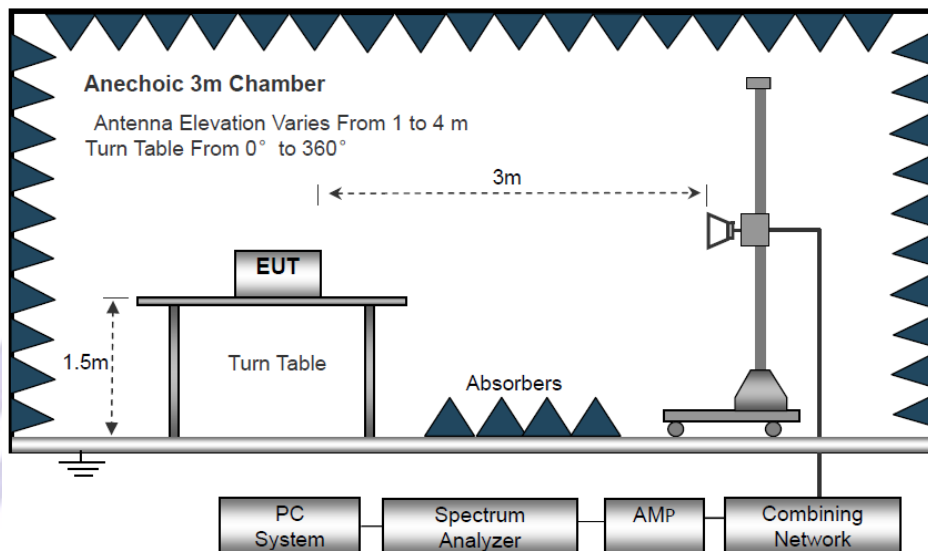 Anechoic 3m Chamber
Antenna Elevation Varies From 1 to 4 m
Turn Table From 0° to 360°
3m
EUT
1.5m
Turn Table
Absorbers
PC
System
Spectrum
Analyzer
AMP
Combining
Network